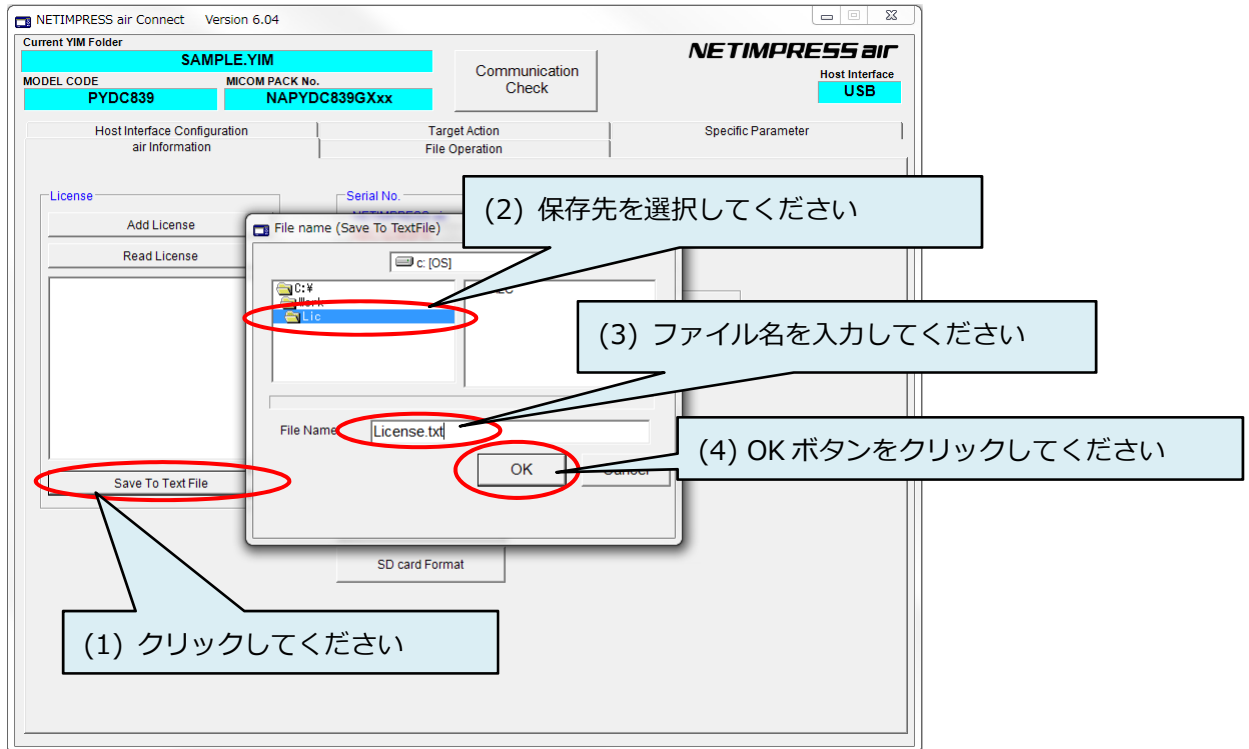 NETIMPRESS air Connect Version 6.04
Current YIM Folder
SAMPLE.YIM
MODEL CODE
MICOM PACK No.
PYDC839
NAPYDC839GXxx
Communication
Check
NETIMPRESS air
Host Interface
USB
Host Interface Configuration
Target Action
Specific Parameter
air Information
File Operation
License
Serial No.
Add License
Read License
File name (Save To TextFile)
(2) 保存先を選択してください
c: [OS]
C:¥
Work
Lic
(3) ファイル名を入力してください
File Name
License.txt
OK
(4) OK ボタンをクリックしてください
Save To Text File
SD card Format
(1) クリックしてください